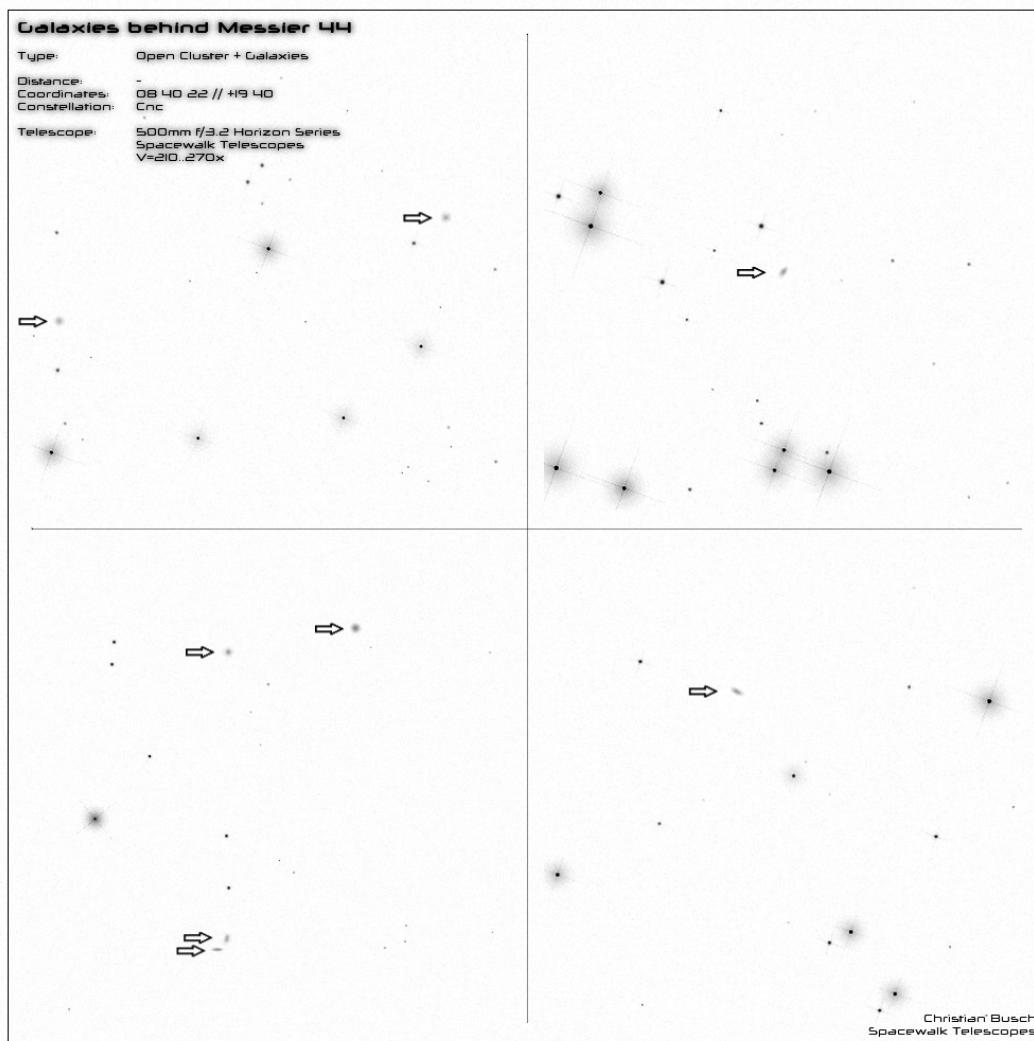 Galaxies behind Messier 44
Type: Open Cluster + Galaxies
Distance: -
Coordinates: 08 40 22 // +19 40
Constellation: Cnc
Telescope: 500mm f/3.2 Horizon Series
Spacewalk Telescopes
V=210..270x
Christian Busch
Spacewalk Telescopes